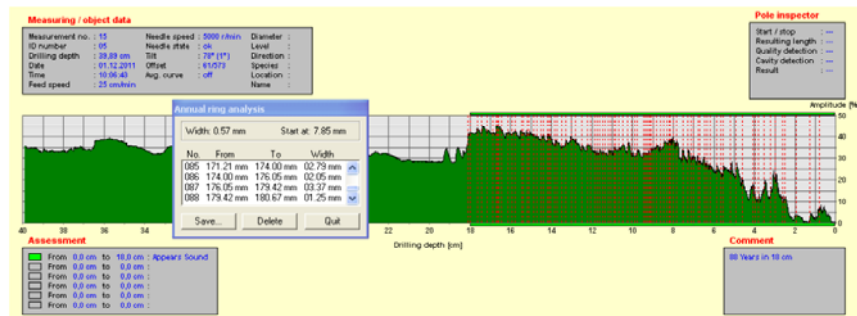 Measuring / object data
Measurement no. : 15 Needle speed : 5000 r/min Diameter :
ID number : 05 Needle state : ok Level :
Drilling depth : 39,89 cm Tilt : 78° (1°) Direction :
Date : 01.12.2011 Offset : 61/573 Species :
Time : 10:06:43 Avg. curve : off Location :
Feed speed : 25 cm/min Name :
Pole inspector
Start / stop : ---
Resulting length : ---
Quality detection : ---
Cavity detection : ---
Result : ---
Annual ring analysis
Width: 0.57 mm Start at: 7.85 mm
No. From To Width
085 171.21 mm 174.00 mm 02.79 mm
086 174.00 mm 176.05 mm 02.05 mm
087 176.05 mm 179.42 mm 03.37 mm
088 179.42 mm 180.67 mm 01.25 mm
Save... Delete Quit
Amplitude [%
50
40
30
20
10
0
40 38 36 34 22 20 18 16 14 12 10 8 6 4 2 0
Drilling depth [cm]
Assessment
From 0,0 cm to 18,0 cm : Appears Sound
From 0,0 cm to 0,0 cm :
From 0,0 cm to 0,0 cm :
From 0,0 cm to 0,0 cm :
From 0,0 cm to 0,0 cm :
From 0,0 cm to 0,0 cm :
Comment
88 Years in 18 cm